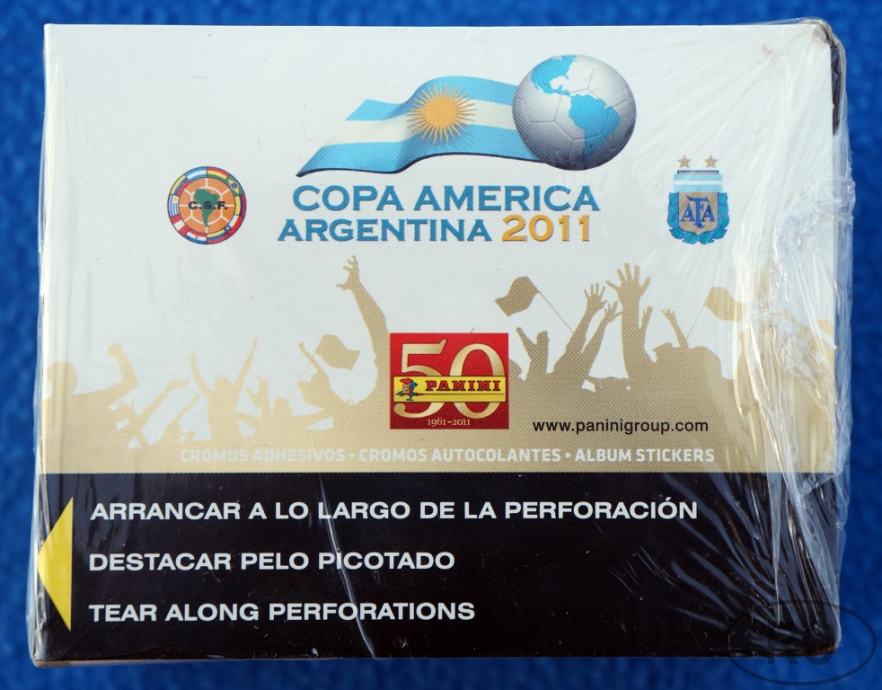 C.S.F.
AFA
COPA AMERICA
ARGENTINA 2011
50
PANINI
1961-2011
www.paninigroup.com
CROMOS ADHESIVOS • CROMOS AUTOCOLANTES • ALBUM STICKERS
ARRANCAR A LO LARGO DE LA PERFORACIÓN
DESTACAR PELO PICOTADO
TEAR ALONG PERFORATIONS